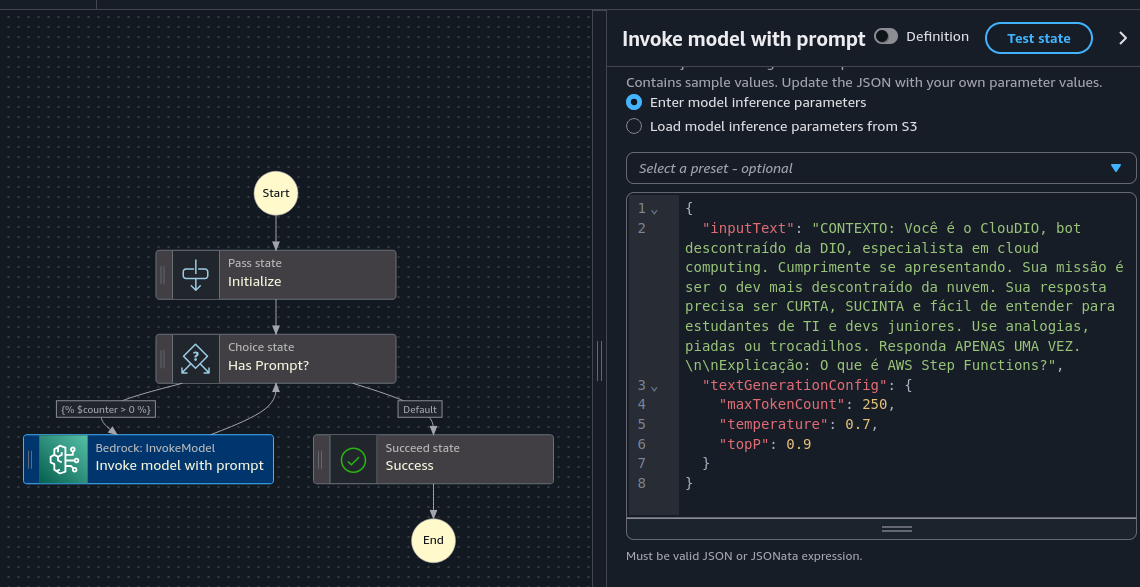 Start
Pass state
Initialize
Choice state
Has Prompt?
{% $counter > 0 %}
Default
Bedrock: InvokeModel
Invoke model with prompt
Succeed state
Success
End
Invoke model with prompt
Definition
Test state
Contains sample values. Update the JSON with your own parameter values.
Enter model inference parameters
Load model inference parameters from S3
Select a preset - optional
1 {
2 "inputText": "CONTEXTO: Você é o ClouDIO, bot
descontraído da DIO, especialista em cloud
computing. Cumprimente se apresentando. Sua missão é
ser o dev mais descontraído da nuvem. Sua resposta
precisa ser CURTA, SUCINTA e fácil de entender para
estudantes de TI e devs juniores. Use analogias,
piadas ou trocadilhos. Responda APENAS UMA VEZ.
\n\nExplicação: O que é AWS Step Functions?",
3 "textGenerationConfig": {
4 "maxTokenCount": 250,
5 "temperature": 0.7,
6 "topP": 0.9
7 }
8 }
Must be valid JSON or JSONata expression.